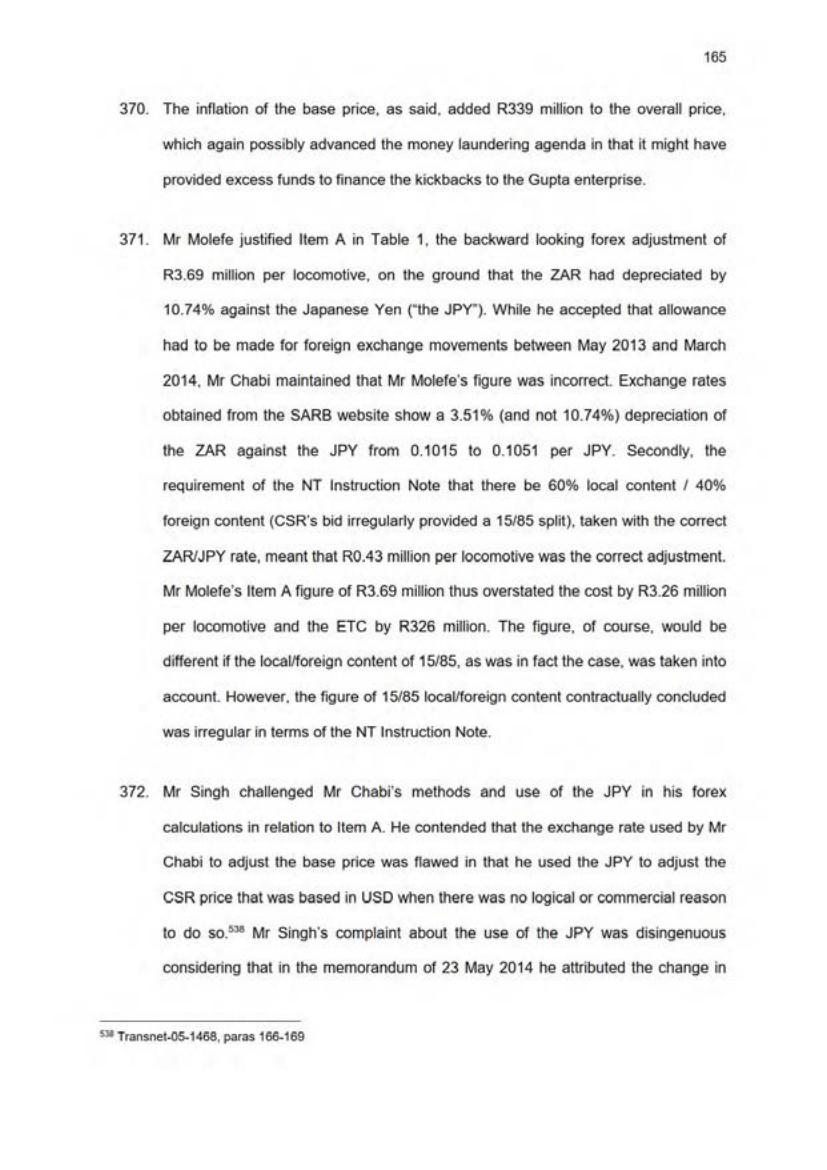 165
370. The inflation of the base price, as said, added R339 million to the overall price,
which again possibly advanced the money laundering agenda in that it might have
provided excess funds to finance the kickbacks to the Gupta enterprise.
371. Mr Molefe justified Item A in Table 1, the backward looking forex adjustment of
R3.69 million per locomotive, on the ground that the ZAR had depreciated by
10.74% against the Japanese Yen (“the JPY”). While he accepted that allowance
had to be made for foreign exchange movements between May 2013 and March
2014, Mr Chabi maintained that Mr Molefe’s figure was incorrect. Exchange rates
obtained from the SARB website show a 3.51% (and not 10.74%) depreciation of
the ZAR against the JPY from 0.1015 to 0.1051 per JPY. Secondly, the
requirement of the NT Instruction Note that there be 60% local content / 40%
foreign content (CSR’s bid irregularly provided a 15/85 split), taken with the correct
ZAR/JPY rate, meant that R0.43 million per locomotive was the correct adjustment.
Mr Molefe’s Item A figure of R3.69 million thus overstated the cost by R3.26 million
per locomotive and the ETC by R326 million. The figure, of course, would be
different if the local/foreign content of 15/85, as was in fact the case, was taken into
account. However, the figure of 15/85 local/foreign content contractually concluded
was irregular in terms of the NT Instruction Note.
372. Mr Singh challenged Mr Chabi’s methods and use of the JPY in his forex
calculations in relation to Item A. He contended that the exchange rate used by Mr
Chabi to adjust the base price was flawed in that he used the JPY to adjust the
CSR price that was based in USD when there was no logical or commercial reason
to do so.538 Mr Singh’s complaint about the use of the JPY was disingenuous
considering that in the memorandum of 23 May 2014 he attributed the change in
538 Transnet-05-1468, paras 166-169